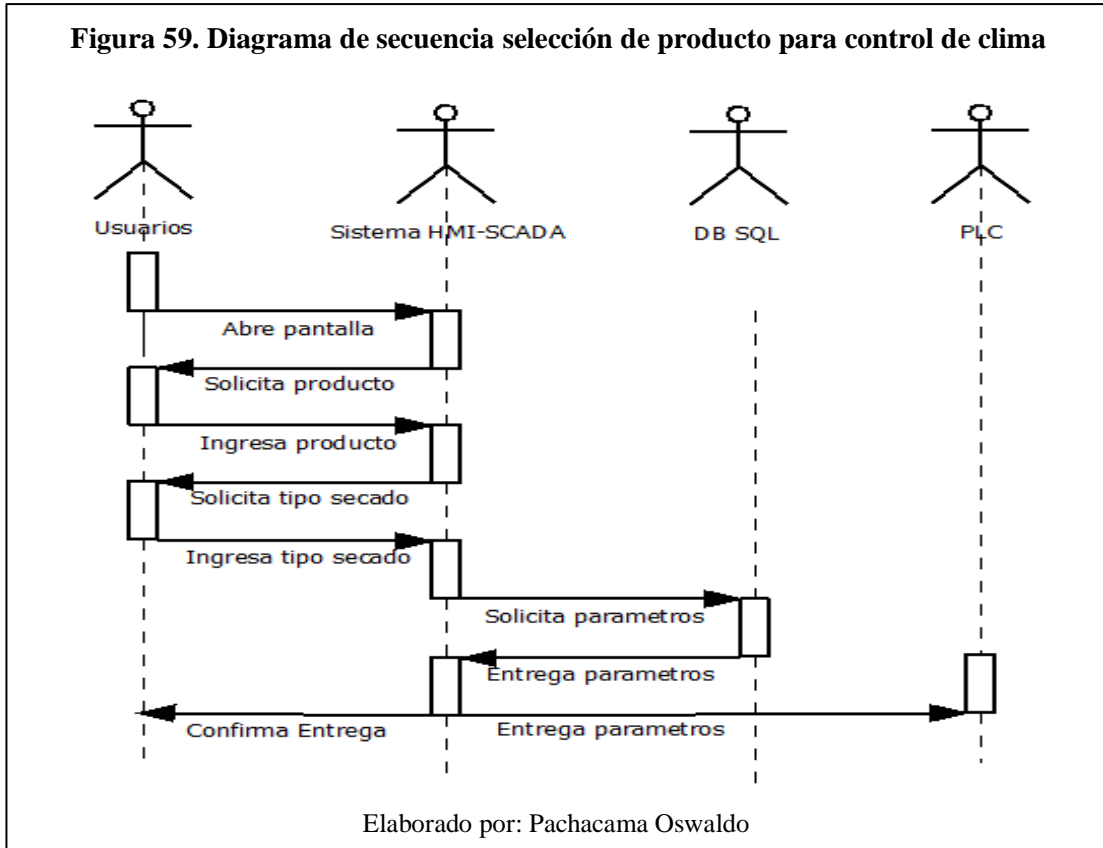 Figura 59. Diagrama de secuencia selección de producto para control de clima
Usuarios
Sistema HMI-SCADA
DB SQL
PLC
Abre pantalla
Solicita producto
Ingresa producto
Solicita tipo secado
Ingresa tipo secado
Solicita parametros
Entrega parametros
Confirma Entrega
Entrega parametros
Elaborado por: Pachacama Oswaldo